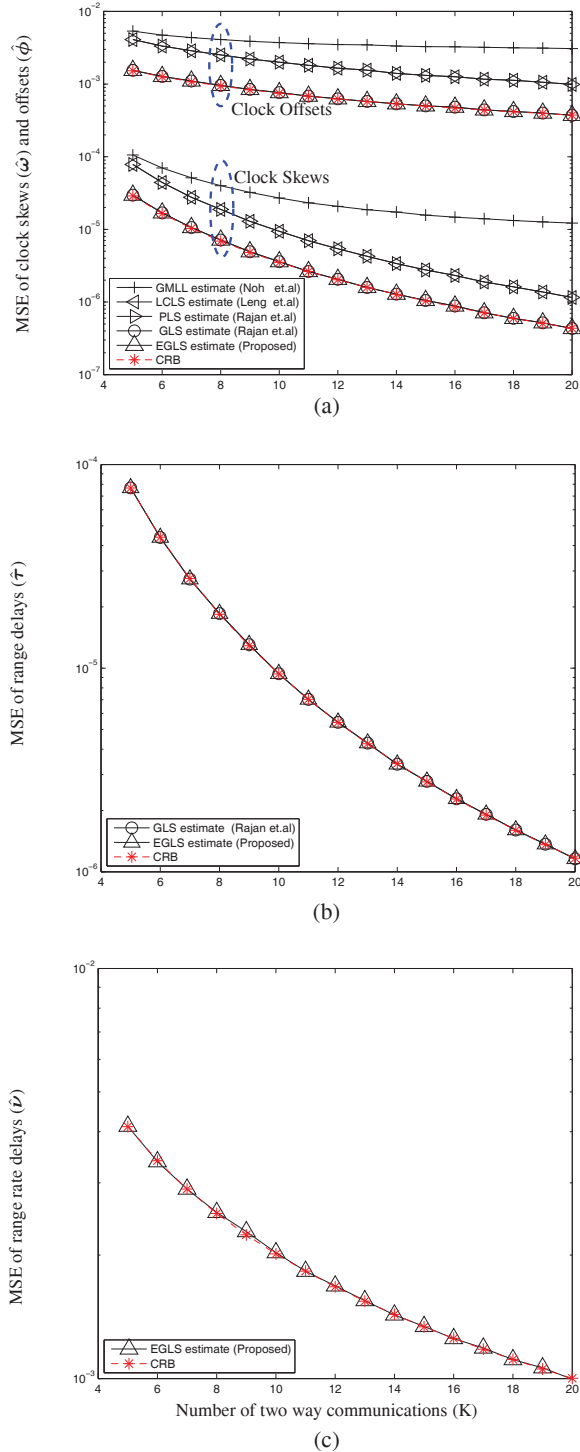 10⁻²
10⁻³
10⁻⁴
10⁻⁵
10⁻⁶
10⁻⁷
MSE of clock skews (ω̂) and offsets (ϕ̂)
Clock Offsets
Clock Skews
GMLL estimate (Noh et.al)
LCLS estimate (Leng et.al)
PLS estimate (Rajan et.al)
GLS estimate (Rajan et.al)
EGLS estimate (Proposed)
CRB
4 6 8 10 12 14 16 18 20
(a)
10⁻⁴
10⁻⁵
10⁻⁶
MSE of range delays (τ̂)
GLS estimate (Rajan et.al)
EGLS estimate (Proposed)
CRB
4 6 8 10 12 14 16 18 20
(b)
10⁻²
10⁻³
MSE of range rate delays (ν̂)
EGLS estimate (Proposed)
CRB
4 6 8 10 12 14 16 18 20
Number of two way communications (K)
(c)